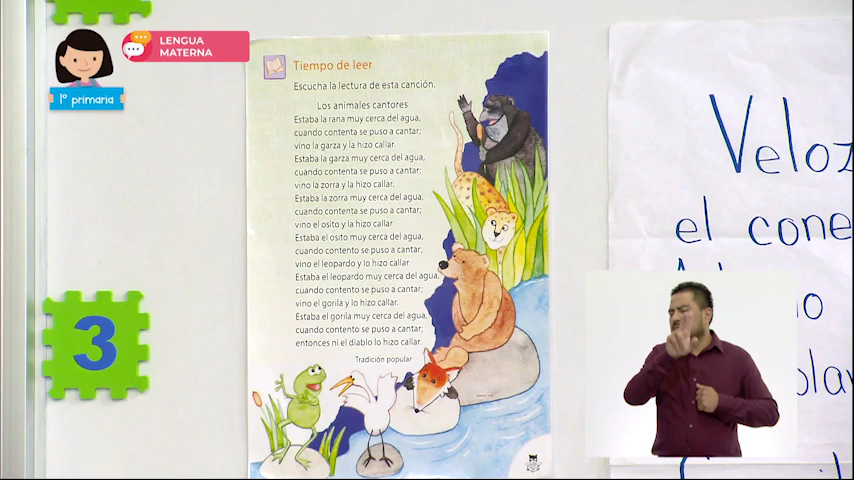 LENGUA
MATERNA
1° primaria
3
Tiempo de leer
Escucha la lectura de esta canción.
Los animales cantores
Estaba la rana muy cerca del agua,
cuando contenta se puso a cantar;
vino la garza y la hizo callar.
Estaba la garza muy cerca del agua,
cuando contenta se puso a cantar;
vino la zorra y la hizo callar.
Estaba la zorra muy cerca del agua,
cuando contenta se puso a cantar;
vino el osito y la hizo callar.
Estaba el osito muy cerca del agua,
cuando contento se puso a cantar;
vino el leopardo y lo hizo callar.
Estaba el leopardo muy cerca del agua,
cuando contento se puso a cantar;
vino el gorila y lo hizo callar.
Estaba el gorila muy cerca del agua,
cuando contento se puso a cantar;
entonces ni el diablo lo hizo callar.
Tradición popular
Veloz
el cone